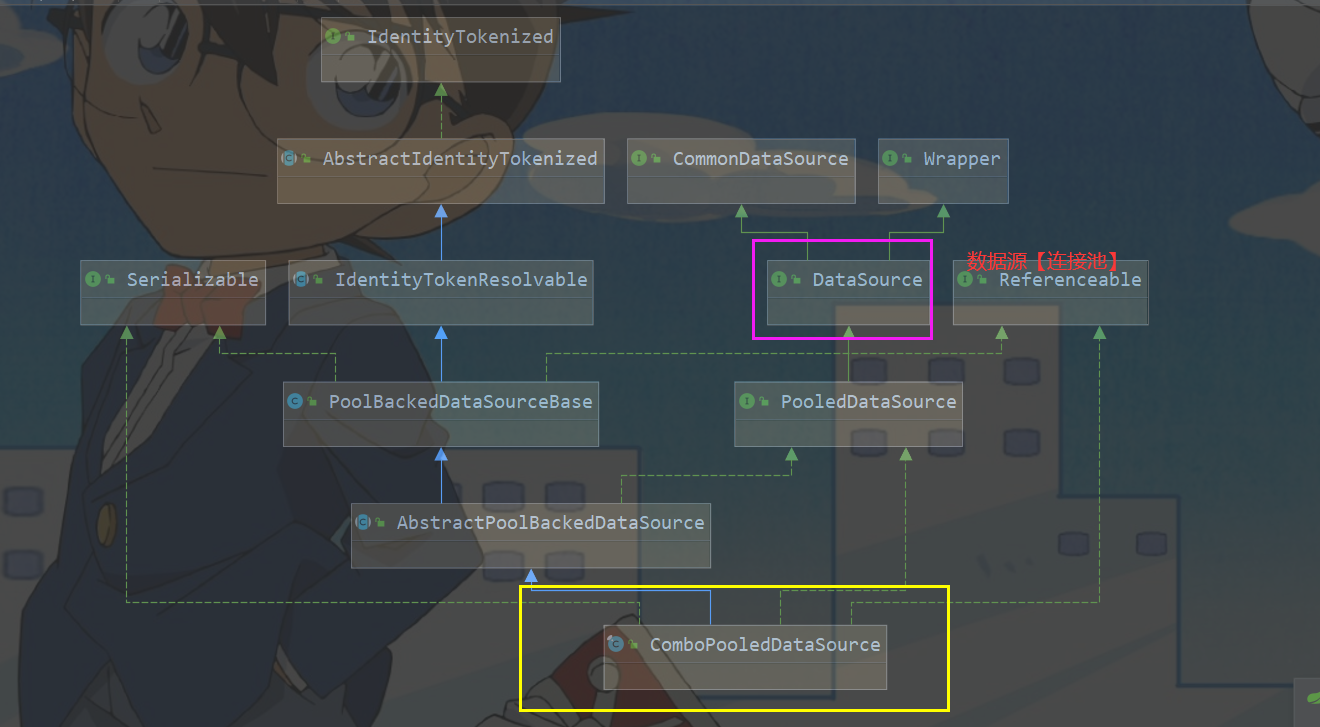 IdentityTokenized
AbstractIdentityTokenized
CommonDataSource
Wrapper
数据源【连接池】
Serializable
IdentityTokenResolvable
DataSource
Referenceable
PoolBackedDataSourceBase
PooledDataSource
AbstractPoolBackedDataSource
ComboPooledDataSource